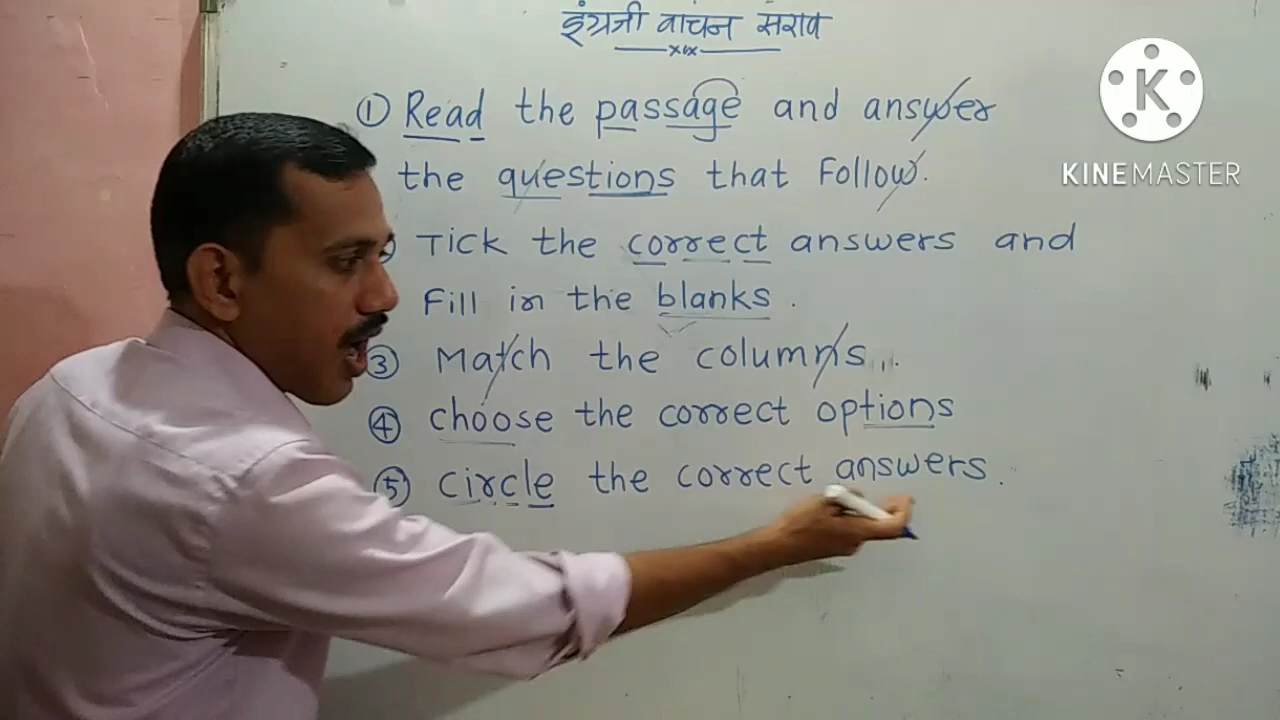 इंग्रजी वाचन सराव
① Read the passage and answer
the questions that Follow.
Tick the correct answers and
Fill in the blanks.
③ Match the columns..
④ choose the correct options
⑤ circle the correct answers.
K
KINEMASTER